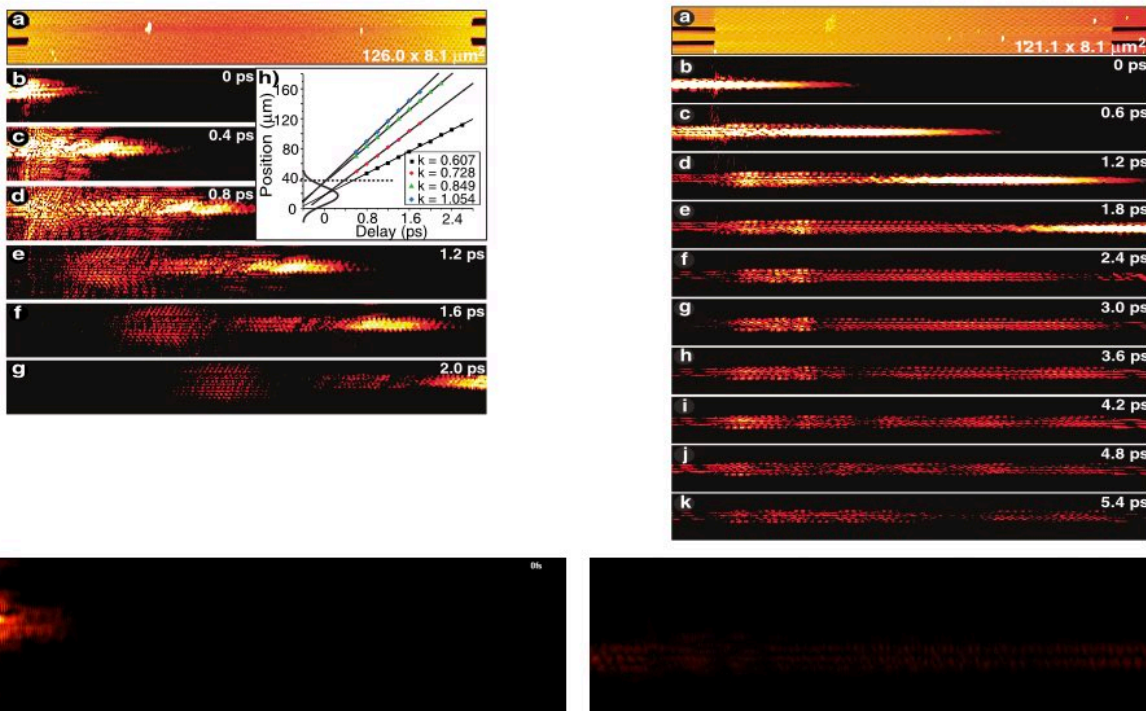 a
126.0 x 8.1 μm²
b
0 ps
c
0.4 ps
d
0.8 ps
h)
Position (μm)
160
120
80
40
0
k = 0.607
k = 0.728
k = 0.849
k = 1.054
0 0.8 1.6 2.4
Delay (ps)
e
1.2 ps
f
1.6 ps
g
2.0 ps
a
121.1 x 8.1 μm²
b
0 ps
c
0.6 ps
d
1.2 ps
e
1.8 ps
f
2.4 ps
g
3.0 ps
h
3.6 ps
i
4.2 ps
j
4.8 ps
k
5.4 ps
0fs